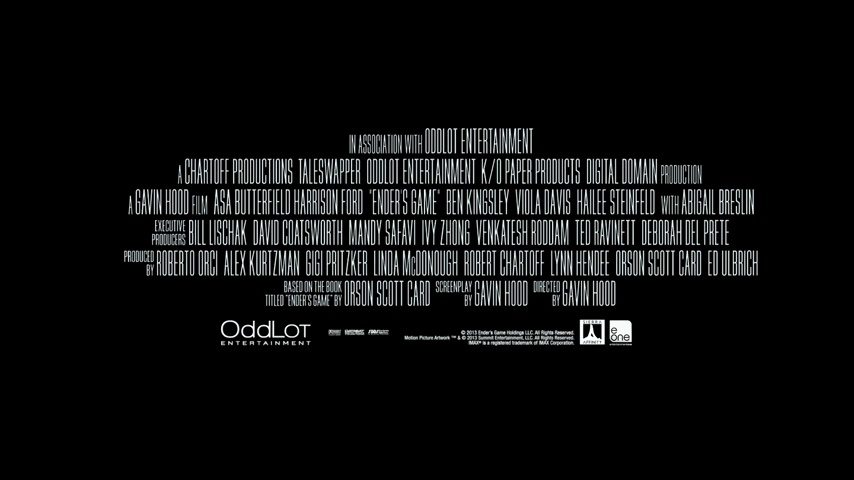 IN ASSOCIATION WITH ODDLOT ENTERTAINMENT
A CHARTOFF PRODUCTIONS TALESWAPPER ODDLOT ENTERTAINMENT K/O PAPER PRODUCTS DIGITAL DOMAIN PRODUCTION
A GAVIN HOOD FILM ASA BUTTERFIELD HARRISON FORD "ENDER'S GAME" BEN KINGSLEY VIOLA DAVIS HAILEE STEINFELD WITH ABIGAIL BRESLIN
EXECUTIVE PRODUCERS BILL LISCHAK DAVID COATSWORTH MANDY SAFAVI IVY ZHONG VENKATESH RODDAM TED RAVINETT DEBORAH DEL PRETE
PRODUCED BY ROBERTO ORCI ALEX KURTZMAN GIGI PRITZKER LINDA McDONOUGH ROBERT CHARTOFF LYNN HENDEE ORSON SCOTT CARD ED ULBRICH
BASED ON THE BOOK TITLED "ENDER'S GAME" BY ORSON SCOTT CARD SCREENPLAY BY GAVIN HOOD DIRECTED BY GAVIN HOOD
OddLot
ENTERTAINMENT
© 2013 Ender's Game Holdings LLC. All Rights Reserved.
Motion Picture Artwork ™ & © 2013 Summit Entertainment, LLC. All Rights Reserved.
IMAX® is a registered trademark of IMAX Corporation.
SIERRA
AFFINITY
e one